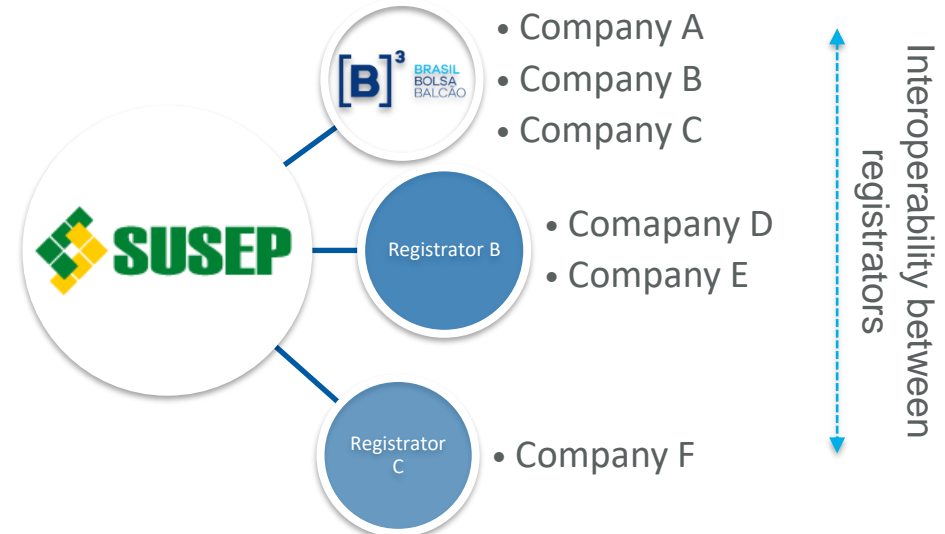 [B]³ BRASIL
BOLSA
BALCÃO
• Company A
• Company B
• Company C
SUSEP
Registrator B
• Comapany D
• Company E
Registrator
C
• Company F
Interoperability between
registrators